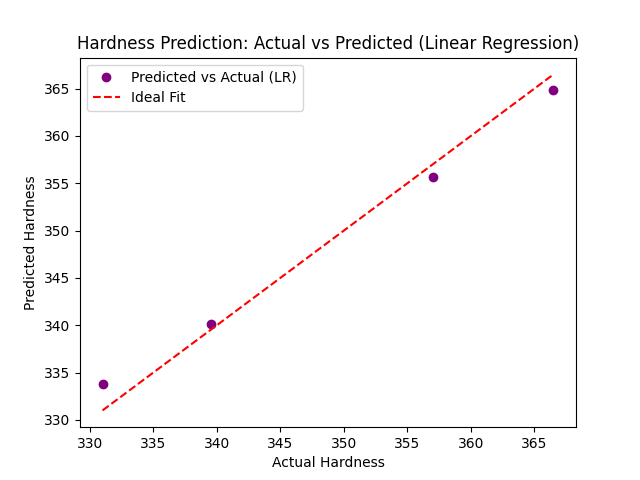 Hardness Prediction: Actual vs Predicted (Linear Regression)
Predicted vs Actual (LR)
Ideal Fit
Predicted Hardness
365
360
355
350
345
340
335
330
330 335 340 345 350 355 360 365
Actual Hardness